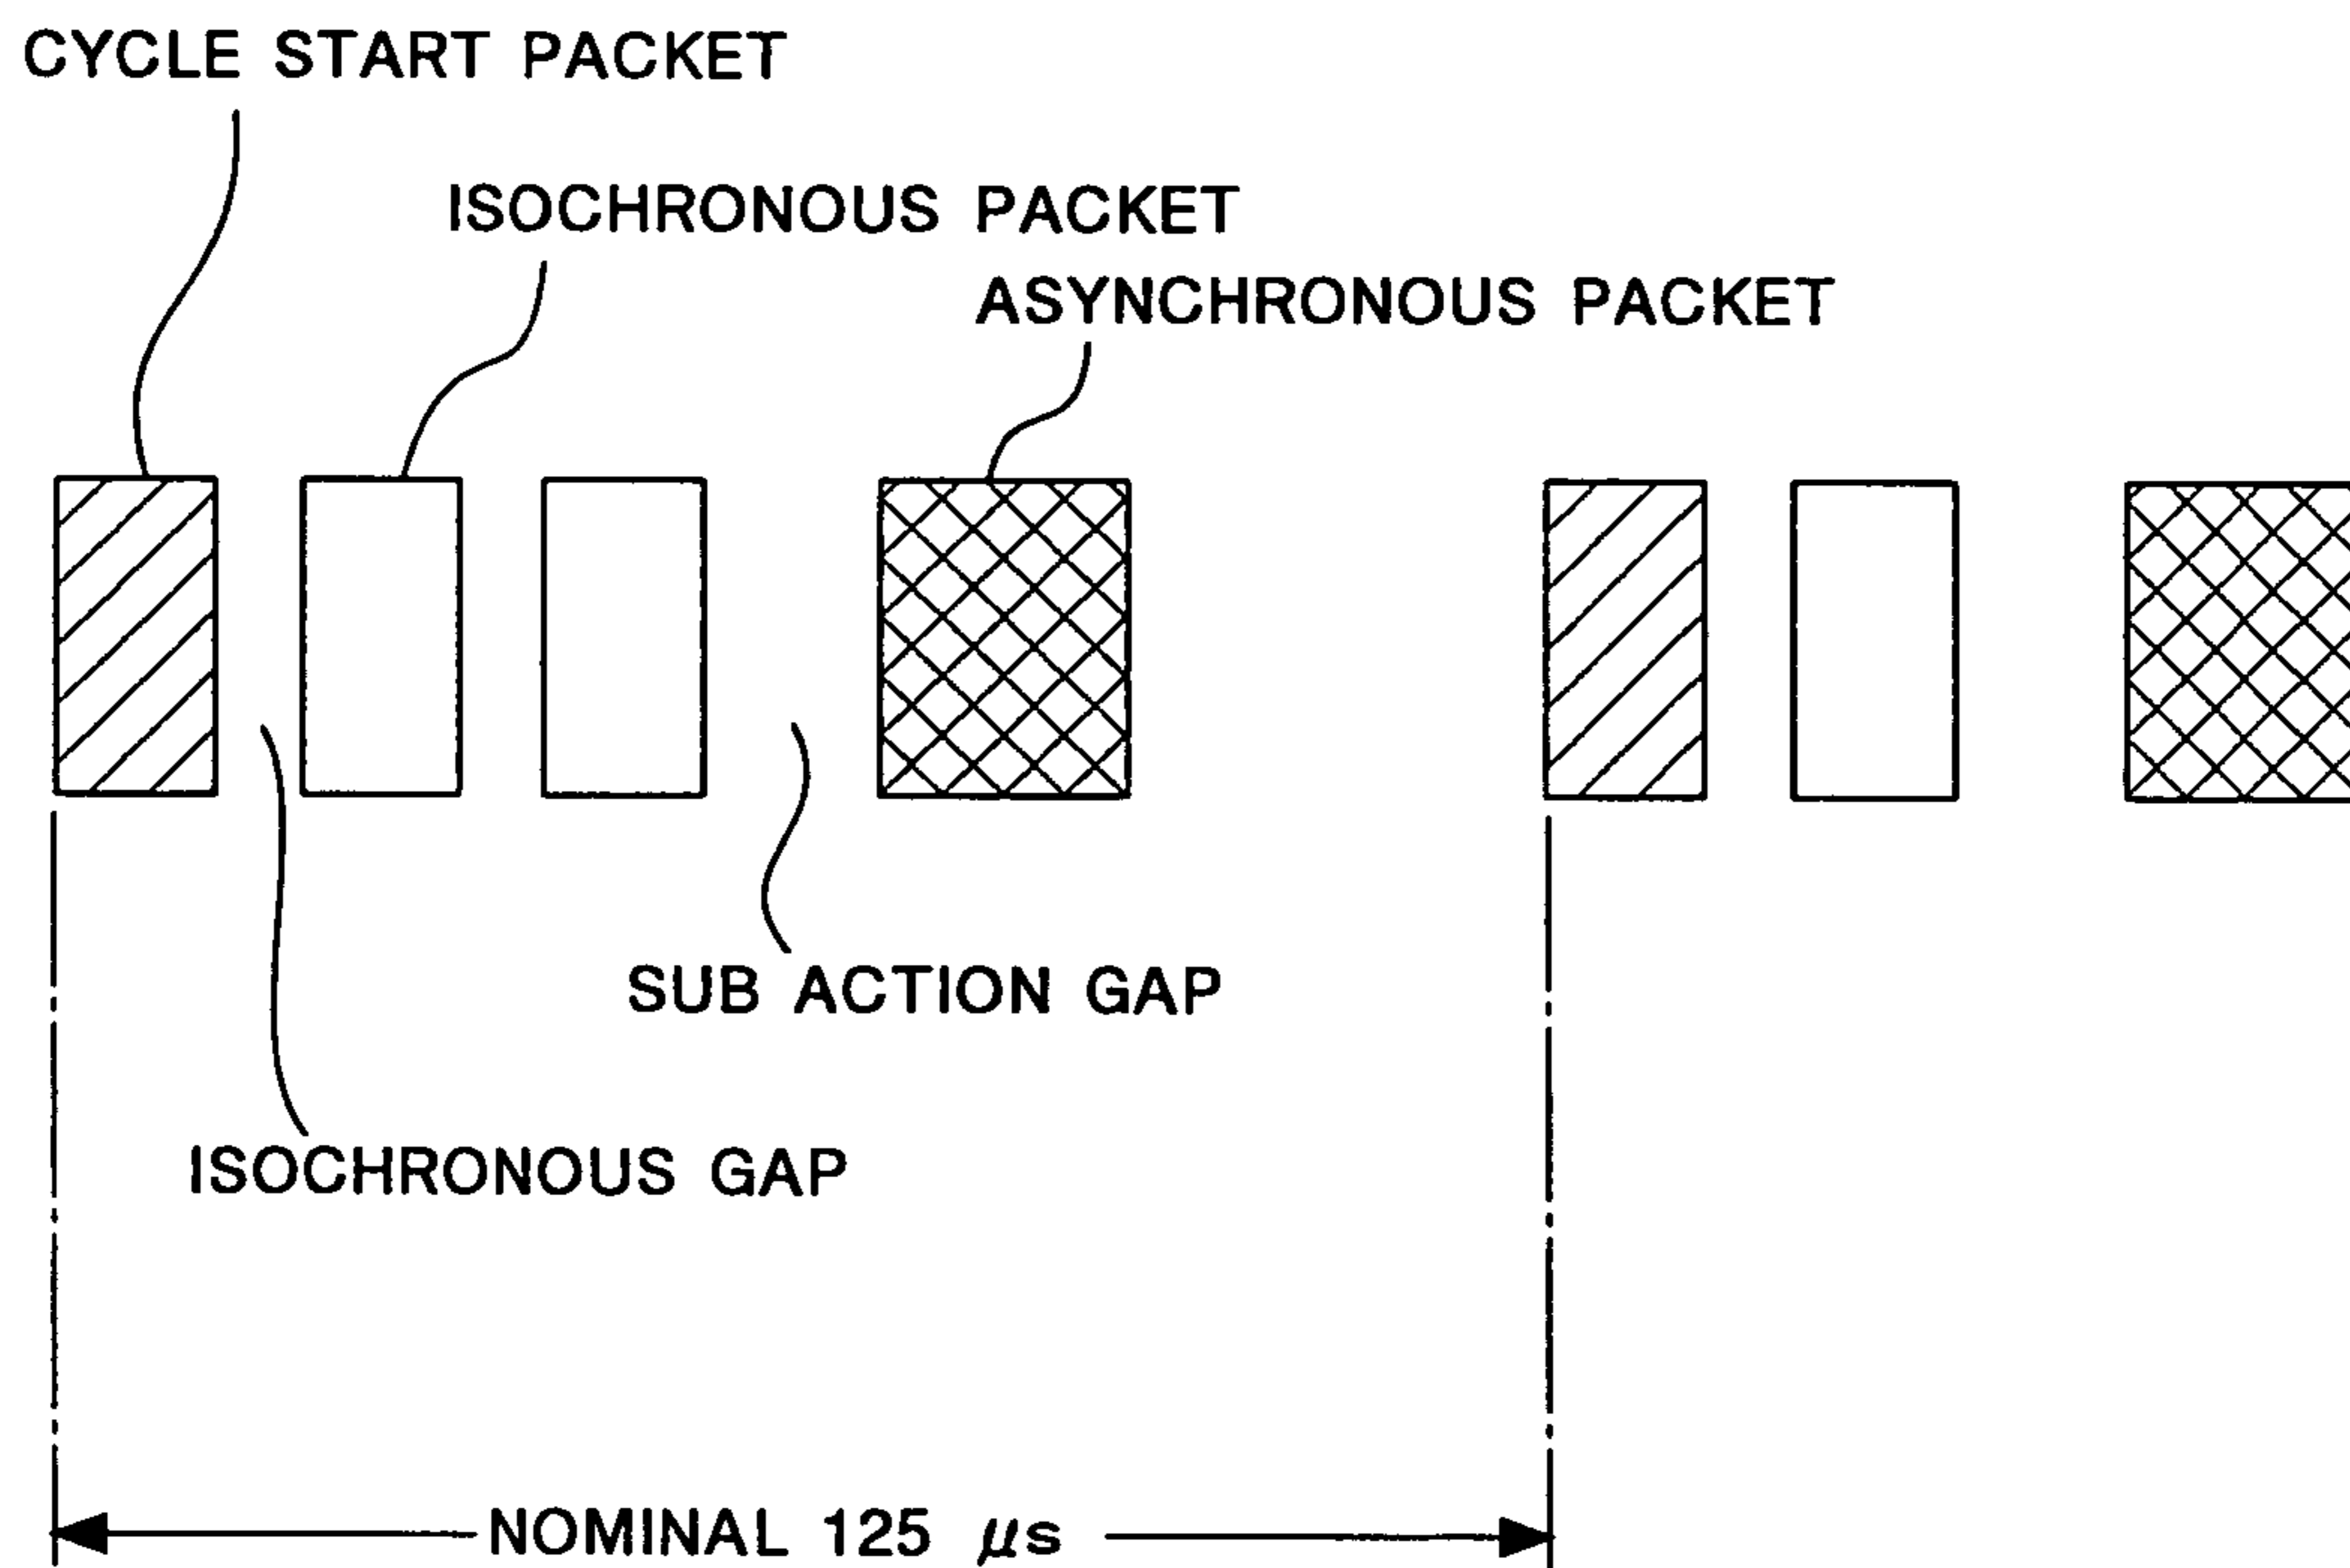 CYCLE START PACKET
ISOCHRONOUS PACKET
ASYNCHRONOUS PACKET
SUB ACTION GAP
ISOCHRONOUS GAP
NOMINAL 125 μs